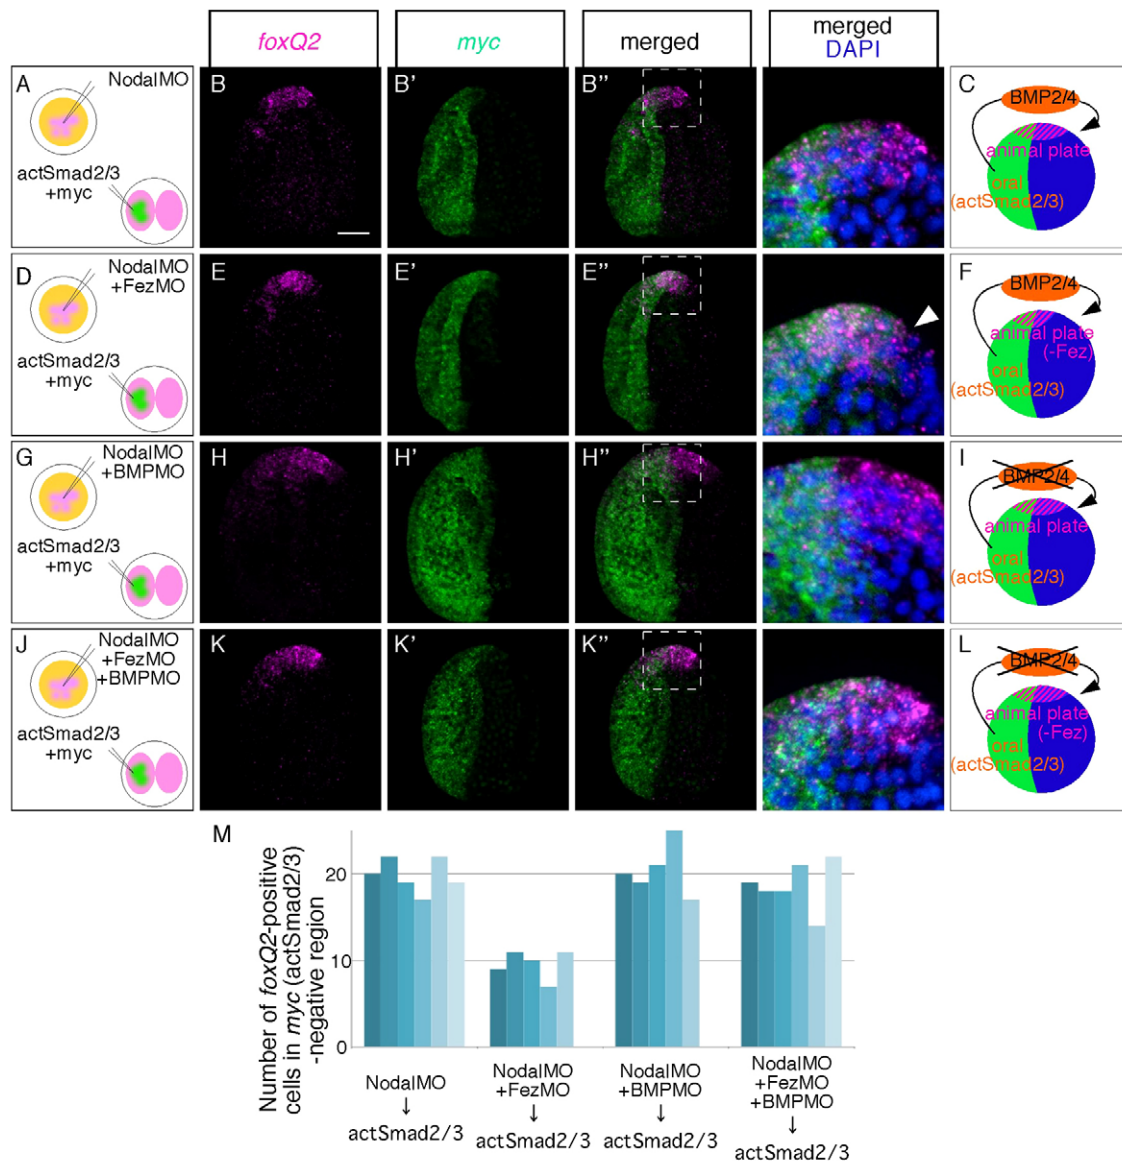 foxQ2
myc
merged
merged
DAPI
A
NodalMO
actSmad2/3
+myc
B
B’
B’’
C
BMP2/4
animal plate
oral
(actSmad2/3)
D
NodalMO
+FezMO
actSmad2/3
+myc
E
E’
E’’
F
BMP2/4
animal plate
(-Fez)
oral
(actSmad2/3)
G
NodalMO
+BMPMO
actSmad2/3
+myc
H
H’
H’’
I
BMP2/4
animal plate
oral
(actSmad2/3)
J
NodalMO
+FezMO
+BMPMO
actSmad2/3
+myc
K
K’
K’’
L
BMP2/4
animal plate
(-Fez)
oral
(actSmad2/3)
M
Number of foxQ2-positive
cells in myc (actSmad2/3)
-negative region
20
10
0
NodalMO
↓
actSmad2/3
NodalMO
+FezMO
↓
actSmad2/3
NodalMO
+BMPMO
↓
actSmad2/3
NodalMO
+FezMO
+BMPMO
↓
actSmad2/3